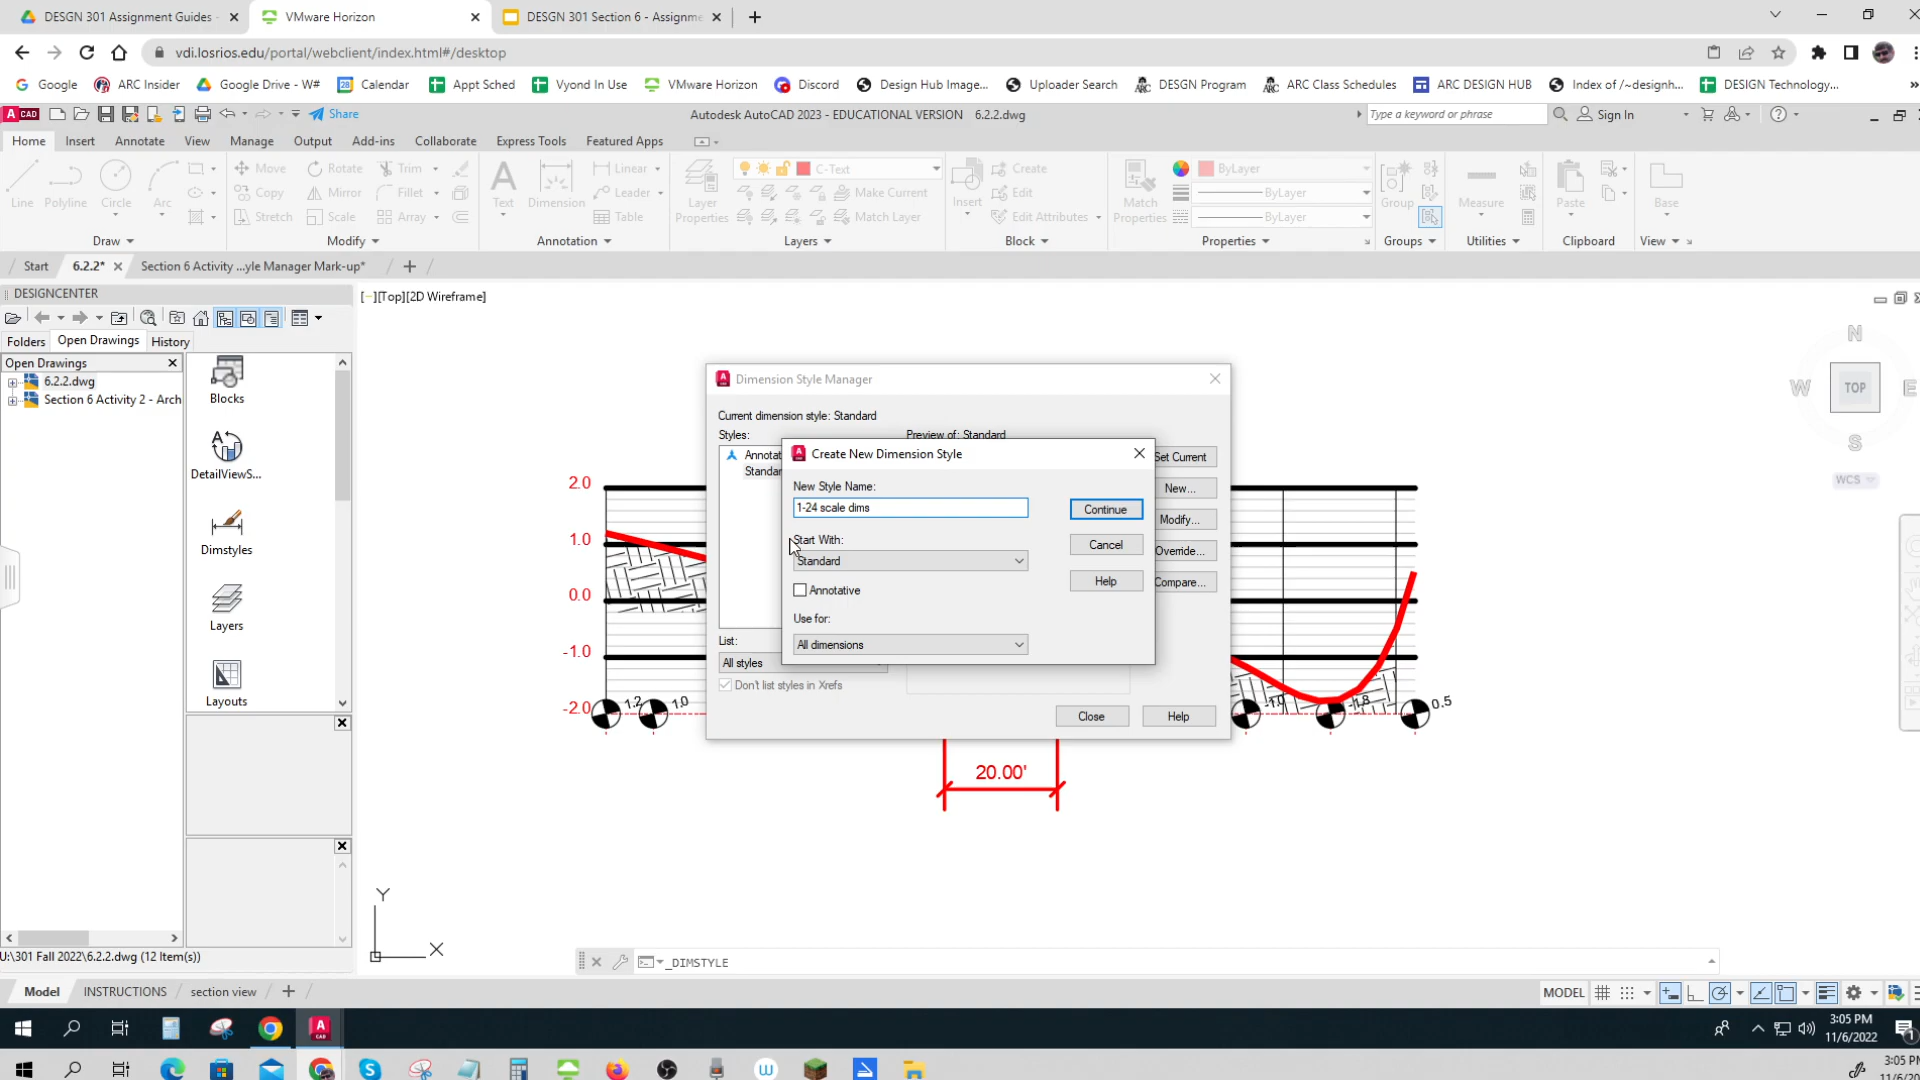 DESGN 301 Assignment Guides -
VMware Horizon
DESGN 301 Section 6 - Assignme
vdi.losrios.edu/portal/webclient/index.html#/desktop
Google
ARC Insider
Google Drive - W#
Calendar
Appt Sched
Vyond In Use
VMware Horizon
Discord
Design Hub Image...
Uploader Search
DESGN Program
ARC Class Schedules
ARC DESIGN HUB
Index of /~designh...
DESIGN Technology...
A CAD
Share
Autodesk AutoCAD 2023 - EDUCATIONAL VERSION 6.2.2.dwg
Type a keyword or phrase
Sign In
Home Insert Annotate View Manage Output Add-ins Collaborate Express Tools Featured Apps
Line Polyline Circle Arc
Move Rotate Trim
Copy Mirror Fillet
Stretch Scale Array
Text Dimension
Linear
Leader
Table
Layer Properties
C-Text
Make Current
Match Layer
Insert
Create
Edit
Edit Attributes
Match Properties
ByLayer
ByLayer
ByLayer
Group
Measure
Paste
Base
Draw Modify Annotation Layers Block Properties Groups Utilities Clipboard View
Start
6.2.2*
Section 6 Activity ...yle Manager Mark-up*
DESIGNCENTER
Folders Open Drawings History
Open Drawings
6.2.2.dwg
Section 6 Activity 2 - Arch
Blocks
DetailViewS...
Dimstyles
Layers
Layouts
U:\301 Fall 2022\6.2.2.dwg (12 Item(s))
[−][Top][2D Wireframe]
N
W
TOP
E
S
WCS
2.0
1.0
0.0
-1.0
-2.0
1.2
1.0
-1.0
-1.8
0.5
20.00'
Y
X
Dimension Style Manager
Current dimension style: Standard
Styles:
Preview of: Standard
Annotat
Standar
Set Current
New...
Modify...
Override...
Compare...
List:
All styles
Don't list styles in Xrefs
Close
Help
Create New Dimension Style
New Style Name:
1-24 scale dims
Continue
Start With:
Cancel
Standard
Help
Annotative
Use for:
All dimensions
_DIMSTYLE
Model INSTRUCTIONS section view
MODEL
A CAD
3:05 PM
11/6/2022
1
3:05 PM